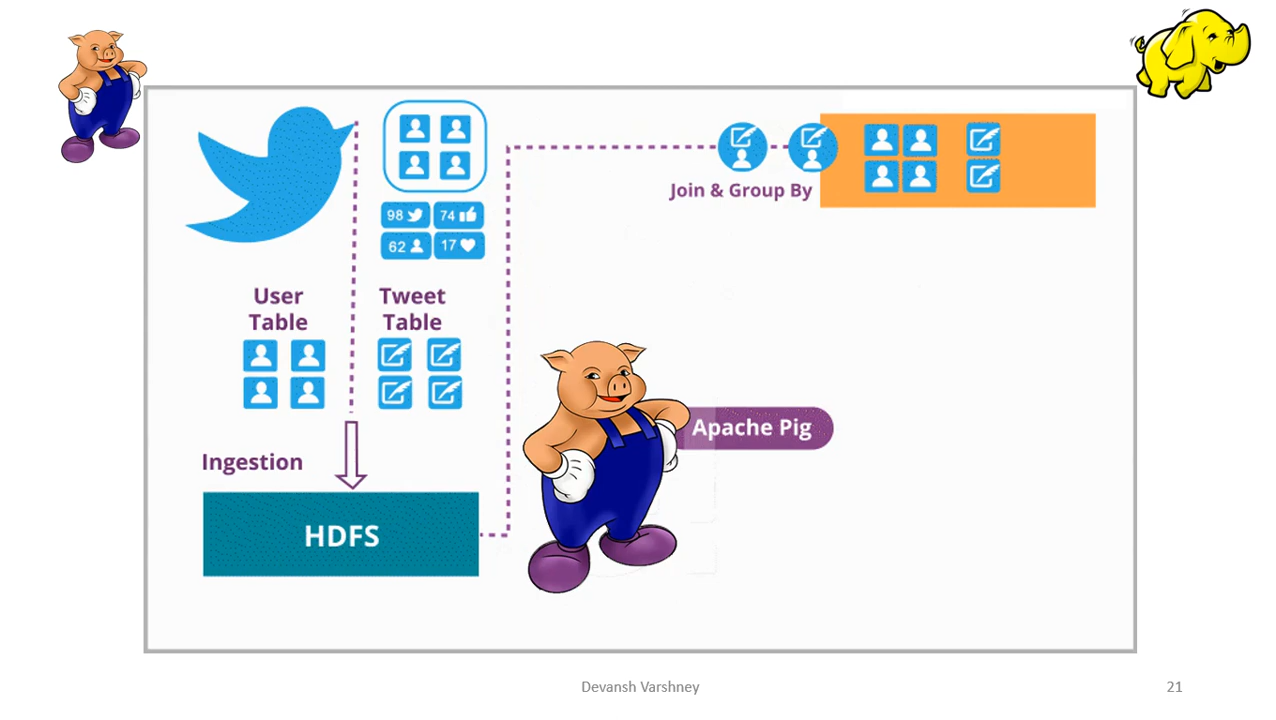 98
74
62
17
User
Table
Tweet
Table
Ingestion
HDFS
Join & Group By
Apache Pig
Devansh Varshney
21